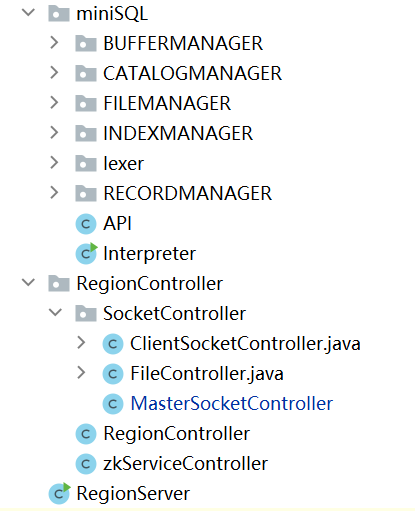 miniSQL
BUFFERMANAGER
CATALOGMANAGER
FILEMANAGER
INDEXMANAGER
lexer
RECORDMANAGER
API
Interpreter
RegionController
SocketController
ClientSocketController.java
FileController.java
MasterSocketController
RegionController
zkServiceController
RegionServer